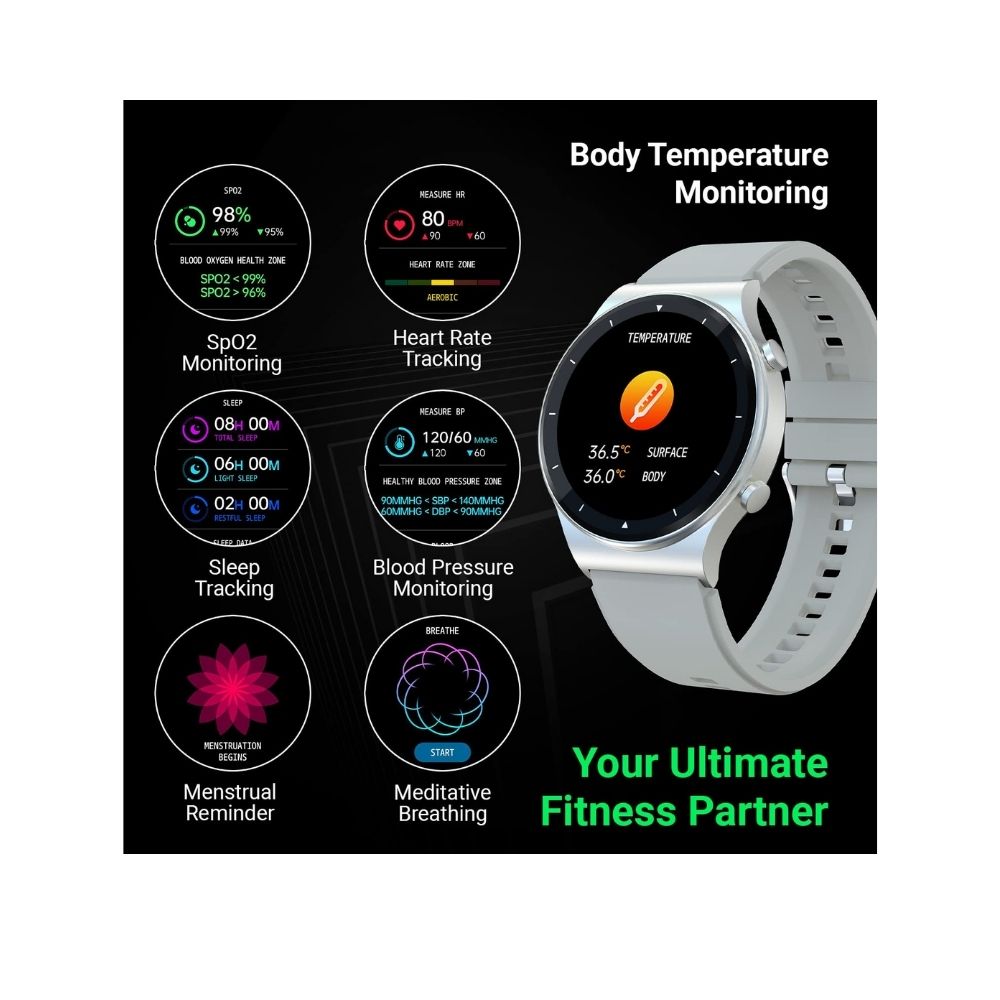 Body Temperature
Monitoring
SPO2
98%
▲99% ▼95%
BLOOD OXYGEN HEALTH ZONE
SPO2 < 99%
SPO2 > 96%
SpO2
Monitoring
MEASURE HR
80 BPM
▲90 ▼60
HEART RATE ZONE
AEROBIC
Heart Rate
Tracking
SLEEP
08H 00M
TOTAL SLEEP
06H 00M
LIGHT SLEEP
02H 00M
RESTFUL SLEEP
SLEEP DATA
Sleep
Tracking
MEASURE BP
120/60 MMHG
▲120 ▼60
HEALTHY BLOOD PRESSURE ZONE
90MMHG < SBP < 140MMHG
60MMHG < DBP < 90MMHG
Blood Pressure
Monitoring
MENSTRUATION
BEGINS
Menstrual
Reminder
BREATHE
START
Meditative
Breathing
TEMPERATURE
36.5°C SURFACE
36.0°C BODY
Your Ultimate
Fitness Partner